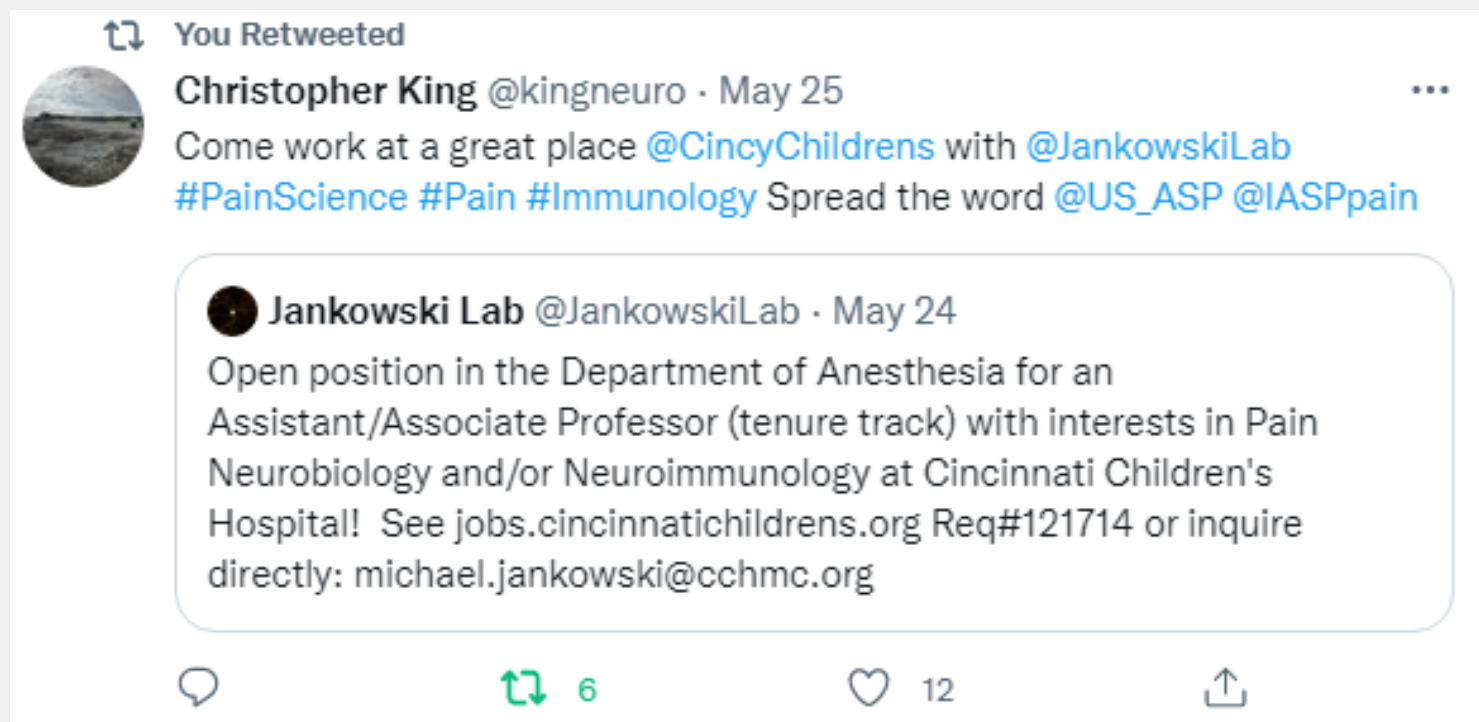 You Retweeted
Christopher King @kingneuro · May 25
Come work at a great place @CincyChildrens with @JankowskiLab
#PainScience #Pain #Immunology Spread the word @US_ASP @IASPpain
Jankowski Lab @JankowskiLab · May 24
Open position in the Department of Anesthesia for an
Assistant/Associate Professor (tenure track) with interests in Pain
Neurobiology and/or Neuroimmunology at Cincinnati Children's
Hospital!  See jobs.cincinnatichildrens.org Req#121714 or inquire
directly: michael.jankowski@cchmc.org
6 12